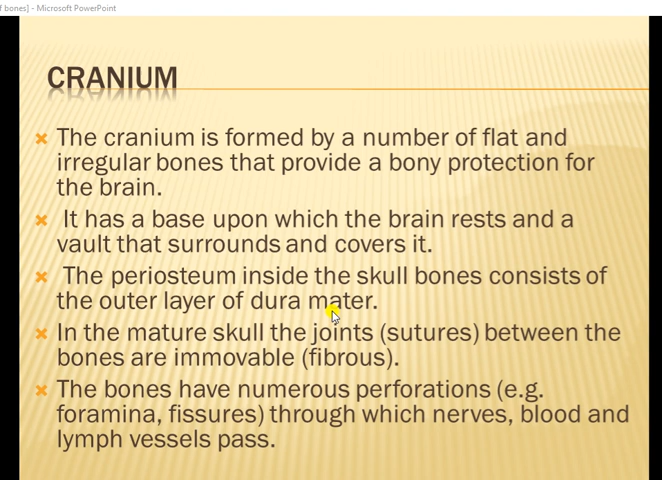 f bones] - Microsoft PowerPoint
CRANIUM
The cranium is formed by a number of flat and
irregular bones that provide a bony protection for
the brain.
It has a base upon which the brain rests and a
vault that surrounds and covers it.
The periosteum inside the skull bones consists of
the outer layer of dura mater.
In the mature skull the joints (sutures) between the
bones are immovable (fibrous).
The bones have numerous perforations (e.g.
foramina, fissures) through which nerves, blood and
lymph vessels pass.